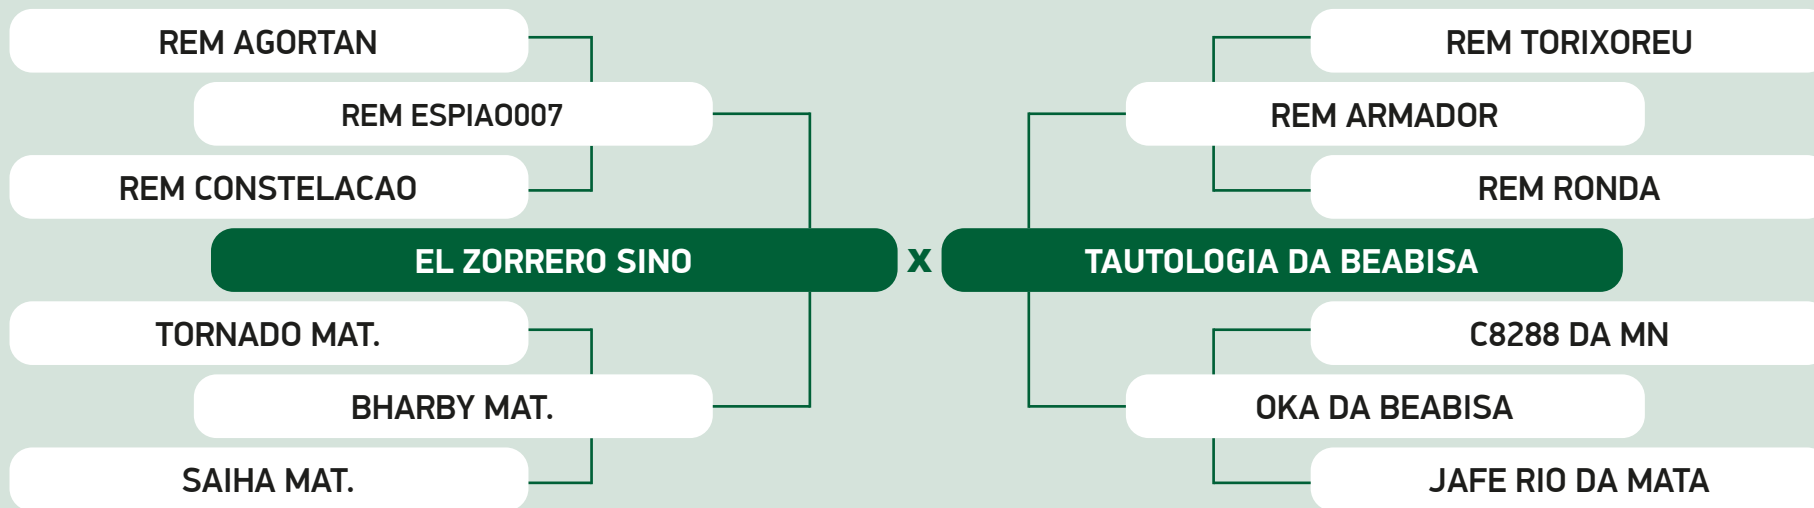 REM AGORTAN
REM TORIXOREU
REM ESPIAO007
REM ARMADOR
REM CONSTELACAO
REM RONDA
EL ZORRERO SINO x TAUTOLOGIA DA BEABISA
TORNADO MAT.
C8288 DA MN
BHARBY MAT.
OKA DA BEABISA
SAIHA MAT.
JAFE RIO DA MATA